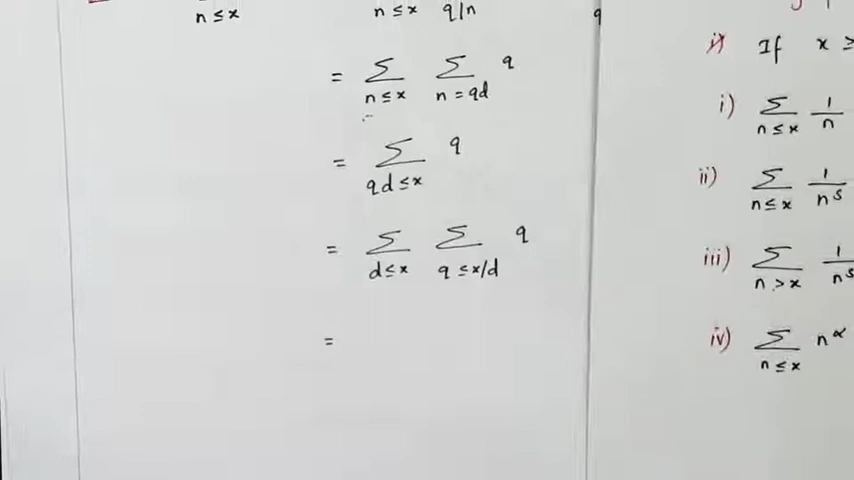 n ≤ x n ≤ x q/n
= Σ Σ q
n ≤ x n = qd
= Σ q
qd ≤ x
= Σ Σ q
d ≤ x q ≤ x/d
=
q
If x ≥
i) Σ 1/n
n ≤ x
ii) Σ 1/n^s
n ≤ x
iii) Σ 1/n^s
n > x
iv) Σ n^α
n ≤ x